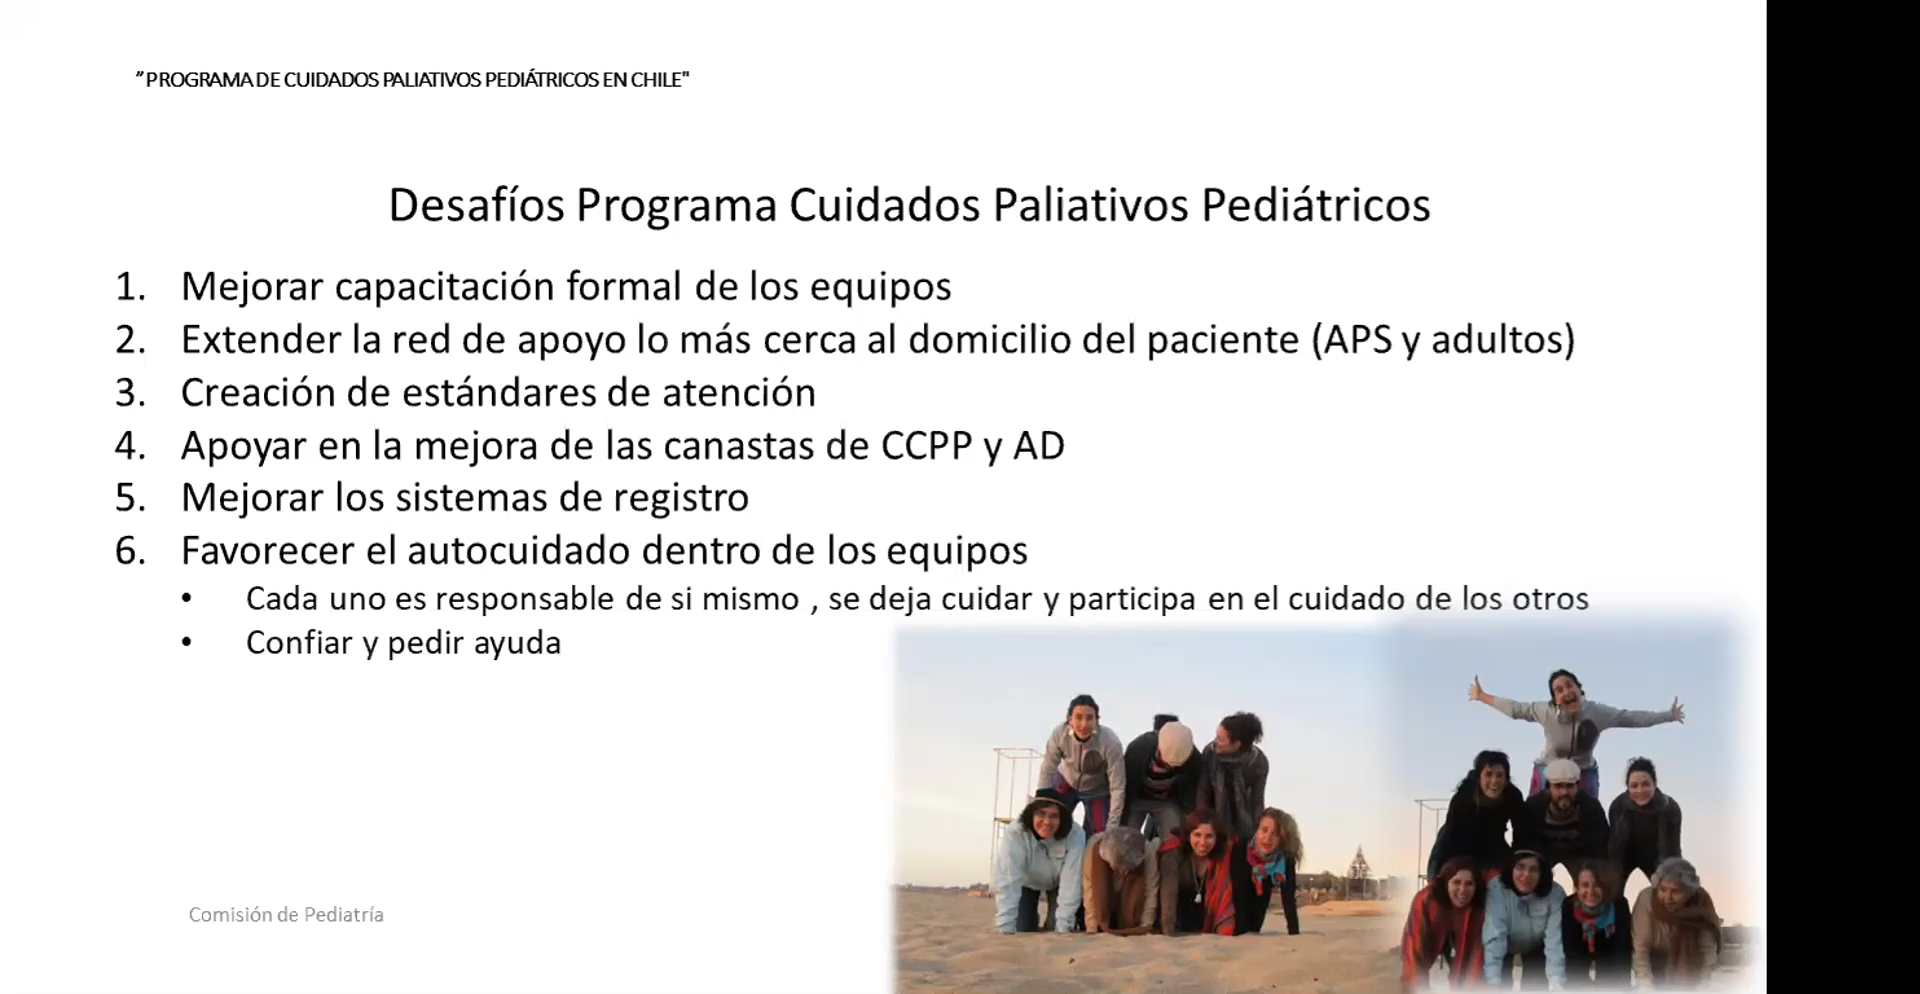 ”PROGRAMA DE CUIDADOS PALIATIVOS PEDIÁTRICOS EN CHILE"
Desafíos Programa Cuidados Paliativos Pediátricos
1. Mejorar capacitación formal de los equipos
2. Extender la red de apoyo lo más cerca al domicilio del paciente (APS y adultos)
3. Creación de estándares de atención
4. Apoyar en la mejora de las canastas de CCPP y AD
5. Mejorar los sistemas de registro
6. Favorecer el autocuidado dentro de los equipos
• Cada uno es responsable de si mismo , se deja cuidar y participa en el cuidado de los otros
• Confiar y pedir ayuda
Comisión de Pediatría